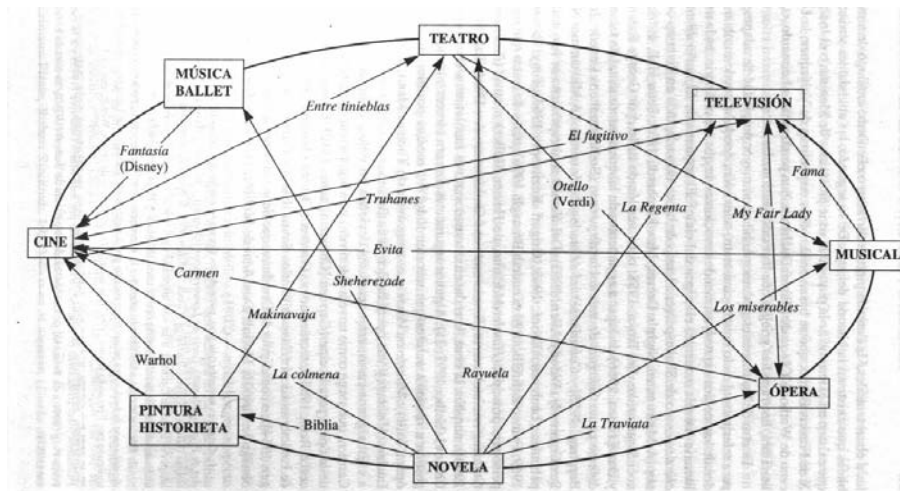 TEATRO
MÚSICA
BALLET
TELEVISIÓN
Entre tinieblas
El fugitivo
Fantasía
(Disney)
Fama
Otello
(Verdi)
Truhanes
La Regenta
My Fair Lady
CINE
Evita
MUSICAL
Carmen
Sheherezade
Los miserables
Makinavaja
Warhol
La colmena
Rayuela
ÓPERA
PINTURA
HISTORIETA
Biblia
La Traviata
NOVELA